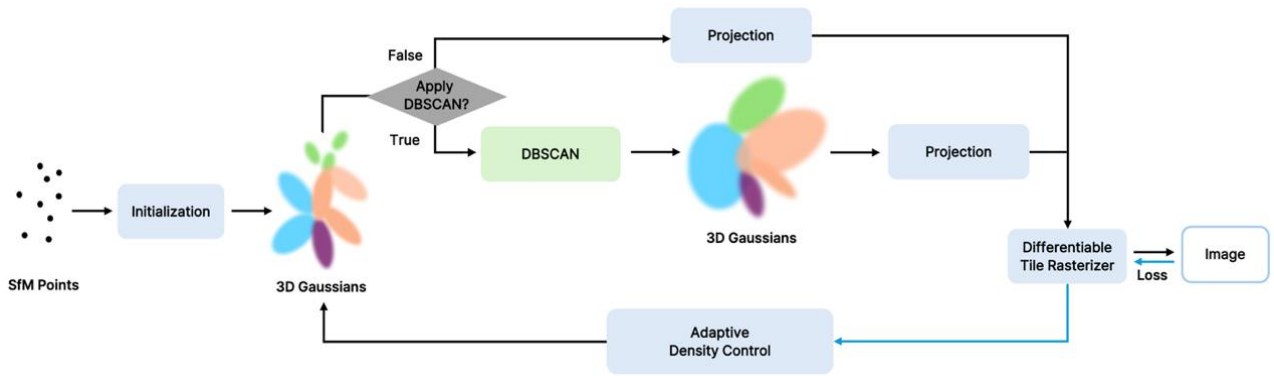 SfM Points
Initialization
3D Gaussians
Apply
DBSCAN?
False
True
Projection
DBSCAN
3D Gaussians
Projection
Differentiable
Tile Rasterizer
Loss
Image
Adaptive
Density Control